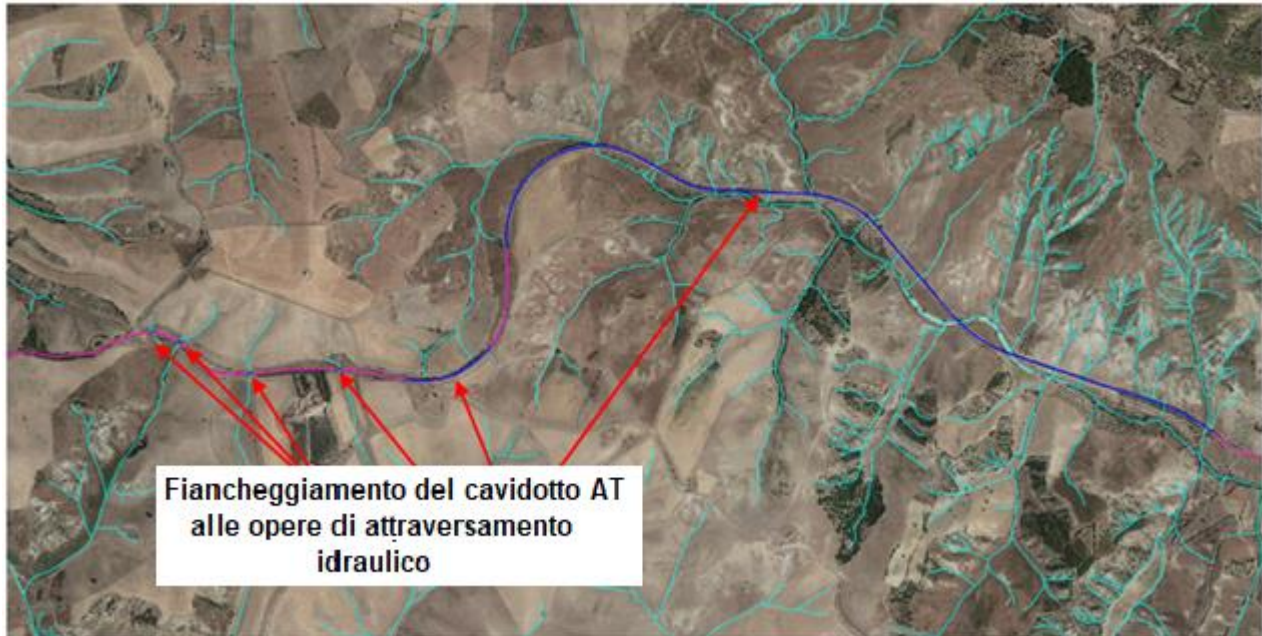 Fiancheggiamento del cavidotto AT
alle opere di attraversamento
idraulico